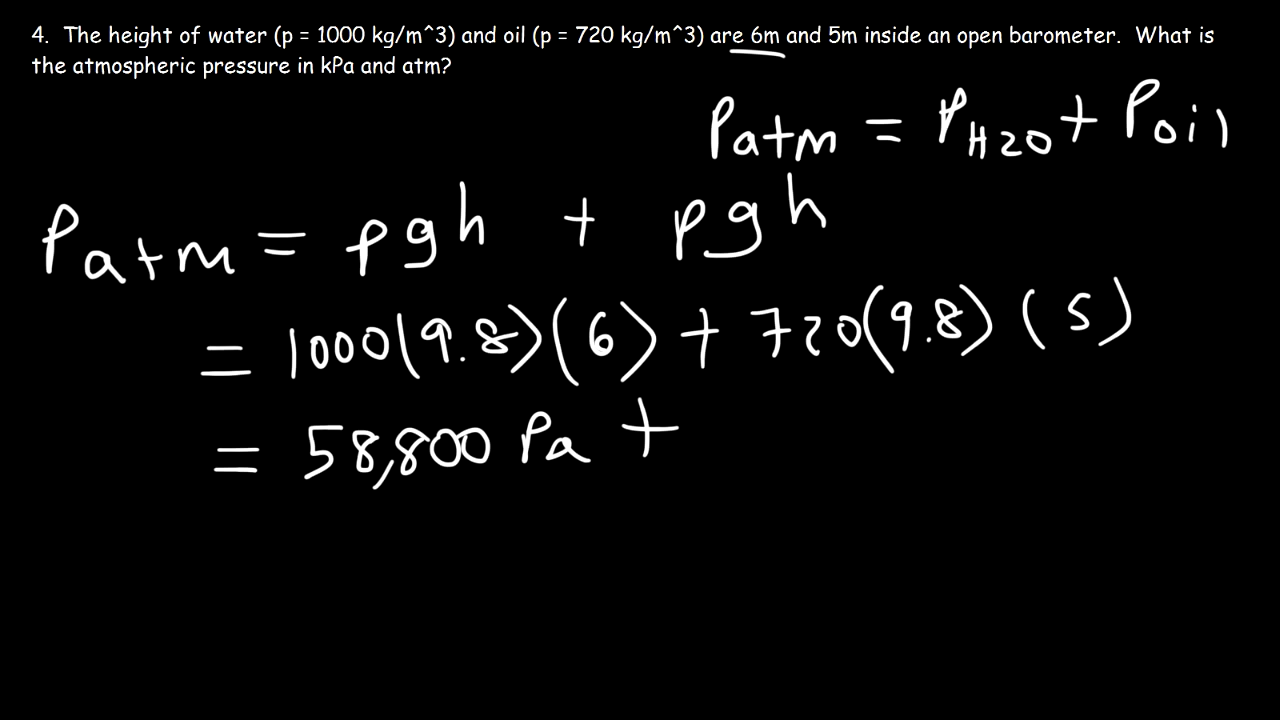 4. The height of water (p = 1000 kg/m^3) and oil (p = 720 kg/m^3) are 6m and 5m inside an open barometer. What is
the atmospheric pressure in kPa and atm?
Patm = PH2O + Poil
Patm = pgh + pgh
= 1000(9.8)(6) + 720(9.8)(5)
= 58,800 Pa +